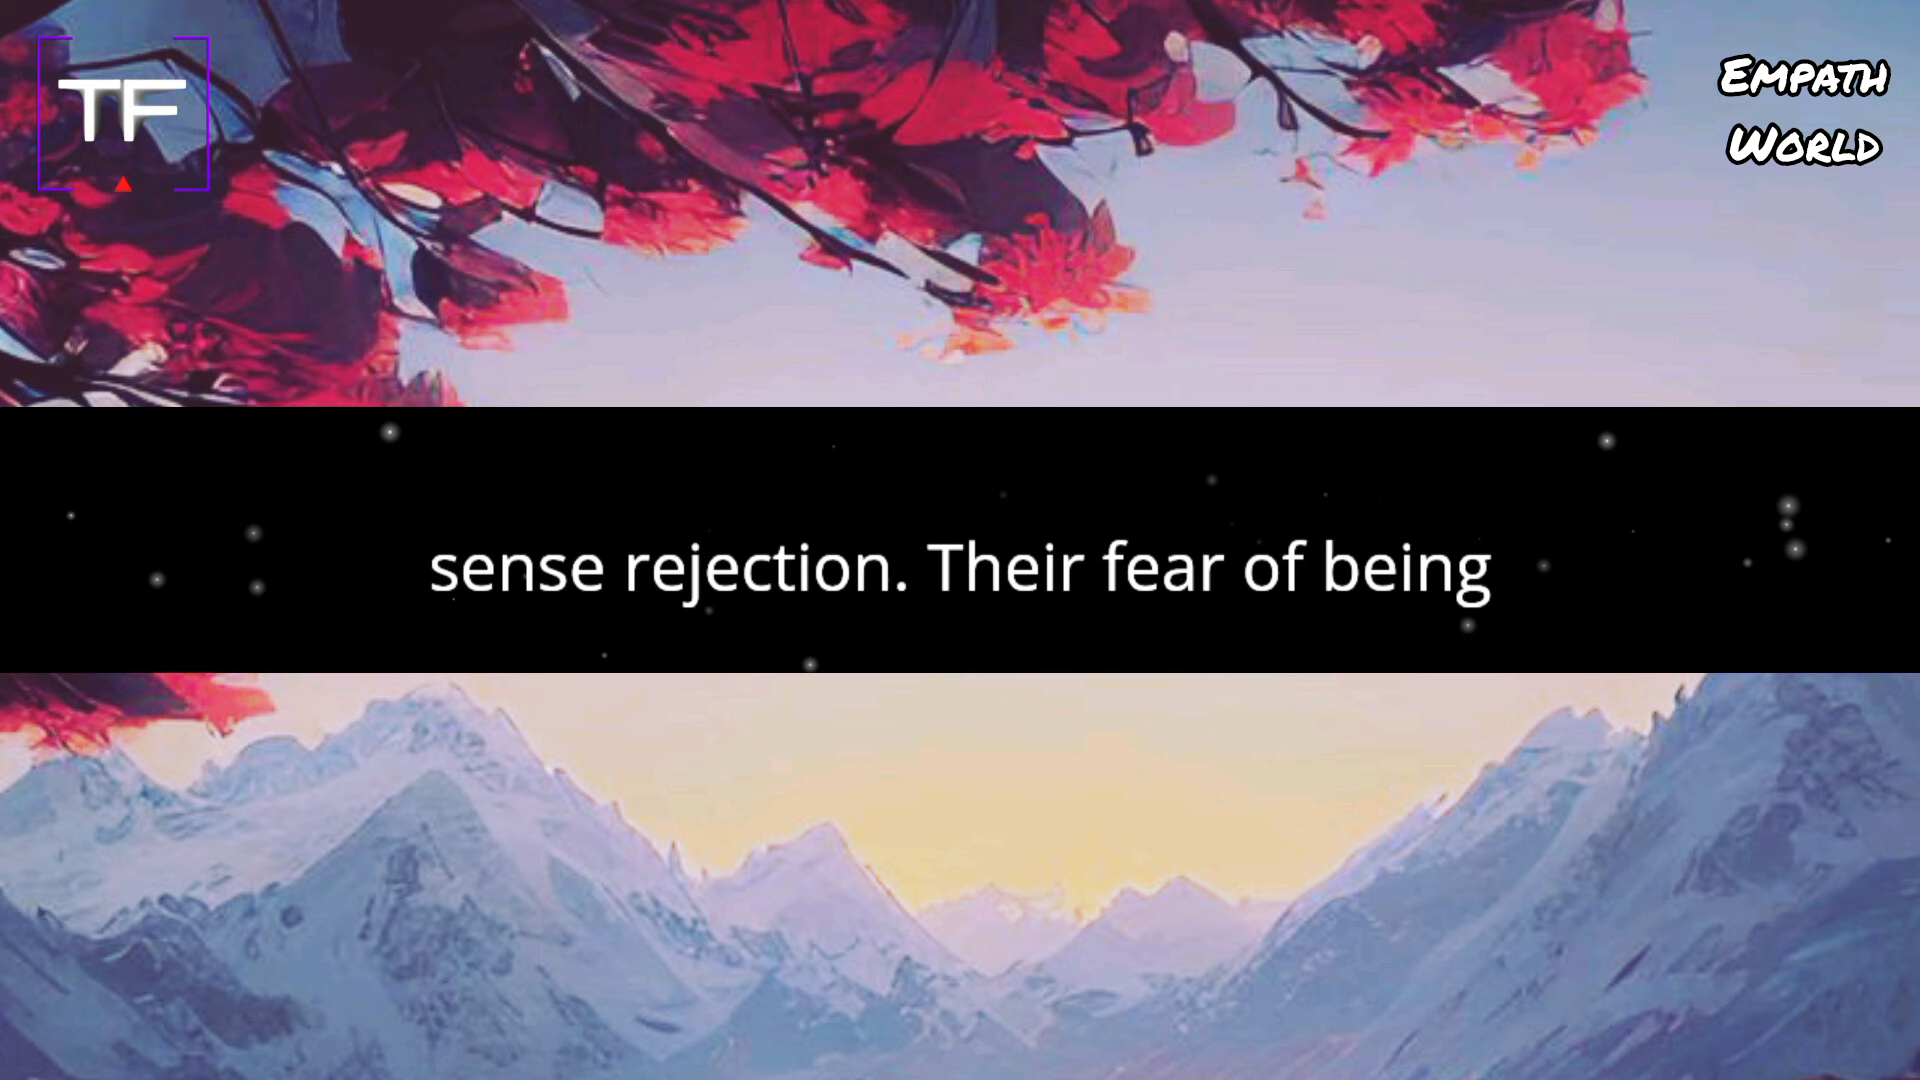 TF
EMPATH
WORLD
sense rejection. Their fear of being